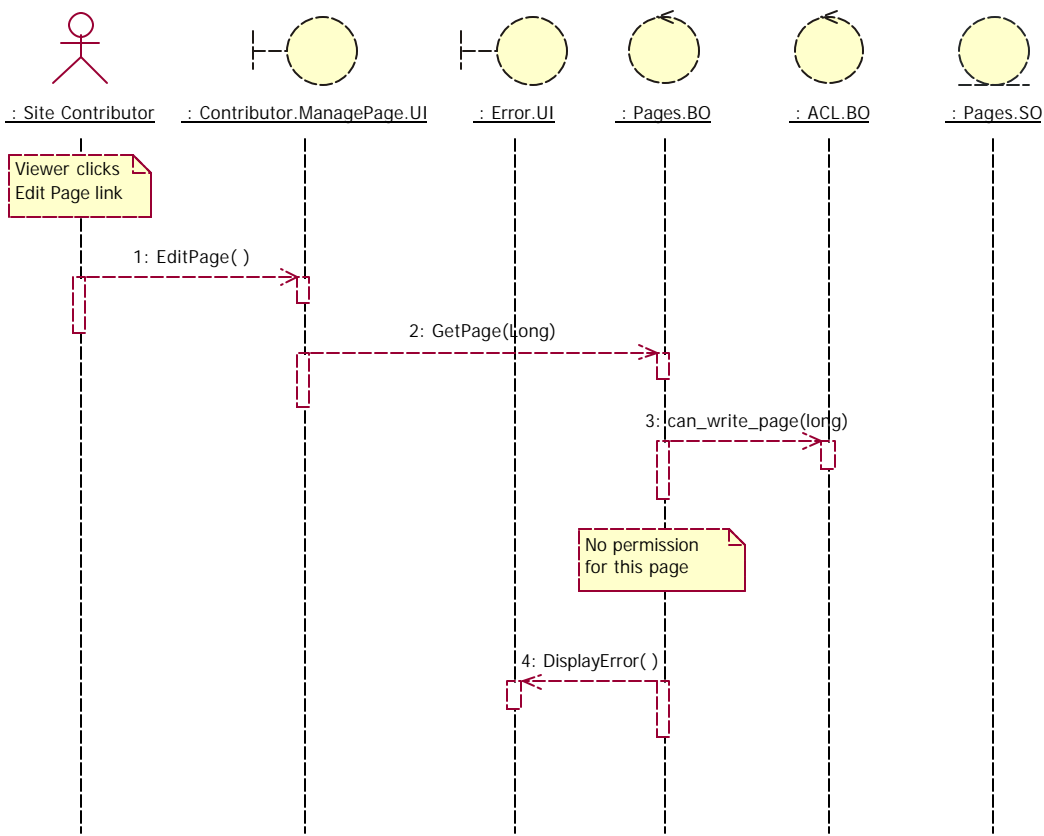 : Site Contributor
: Contributor.ManagePage.UI
: Error.UI
: Pages.BO
: ACL.BO
: Pages.SO
Viewer clicks
Edit Page link
1: EditPage( )
2: GetPage(Long)
3: can_write_page(long)
No permission
for this page
4: DisplayError( )